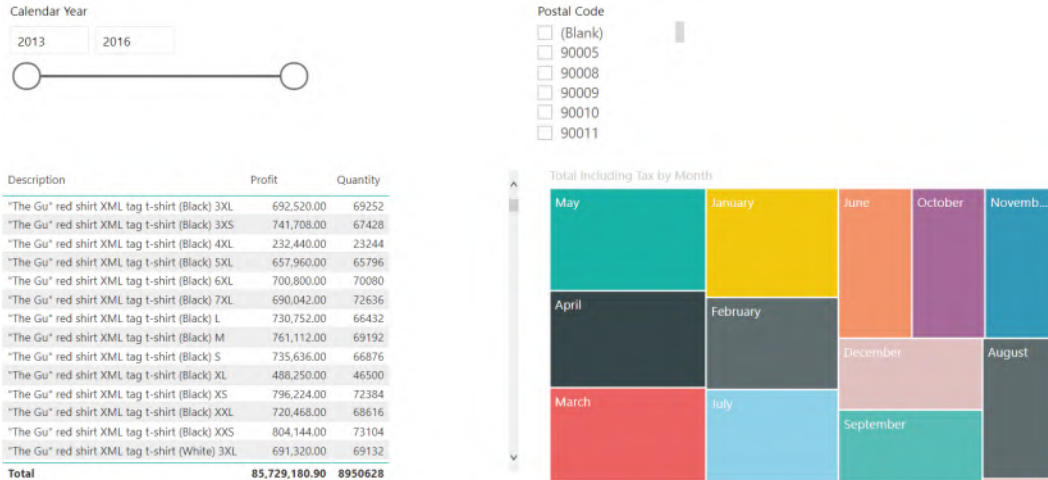 Calendar Year
2013 2016
Postal Code
(Blank)
90005
90008
90009
90010
90011
Description Profit Quantity
"The Gu" red shirt XML tag t-shirt (Black) 3XL 692,520.00 69252
"The Gu" red shirt XML tag t-shirt (Black) 3XS 741,708.00 67428
"The Gu" red shirt XML tag t-shirt (Black) 4XL 232,440.00 23244
"The Gu" red shirt XML tag t-shirt (Black) 5XL 657,960.00 65796
"The Gu" red shirt XML tag t-shirt (Black) 6XL 700,800.00 70080
"The Gu" red shirt XML tag t-shirt (Black) 7XL 690,042.00 72636
"The Gu" red shirt XML tag t-shirt (Black) L 730,752.00 66432
"The Gu" red shirt XML tag t-shirt (Black) M 761,112.00 69192
"The Gu" red shirt XML tag t-shirt (Black) S 735,636.00 66876
"The Gu" red shirt XML tag t-shirt (Black) XL 488,250.00 46500
"The Gu" red shirt XML tag t-shirt (Black) XS 796,224.00 72384
"The Gu" red shirt XML tag t-shirt (Black) XXL 720,468.00 68616
"The Gu" red shirt XML tag t-shirt (Black) XXS 804,144.00 73104
"The Gu" red shirt XML tag t-shirt (White) 3XL 691,320.00 69132
Total 85,729,180.90 8950628
Total Including Tax by Month
May
January
June
October
Novemb...
April
February
December
August
March
July
September